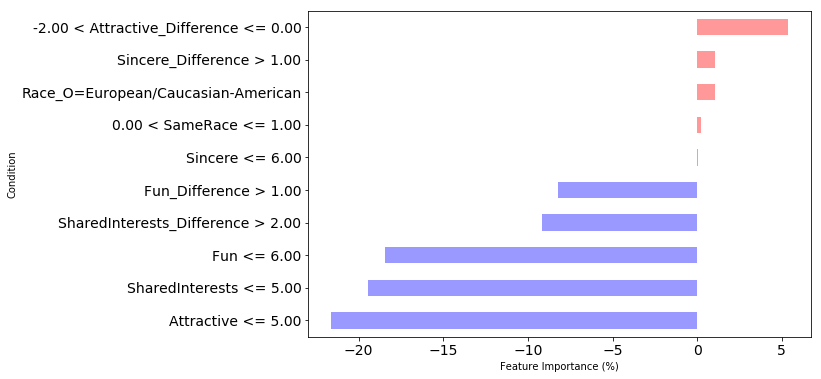 -2.00 < Attractive_Difference <= 0.00
Sincere_Difference > 1.00
Race_O=European/Caucasian-American
0.00 < SameRace <= 1.00
Sincere <= 6.00
Fun_Difference > 1.00
SharedInterests_Difference > 2.00
Fun <= 6.00
SharedInterests <= 5.00
Attractive <= 5.00
Condition
−20 −15 −10 −5 0 5
Feature Importance (%)